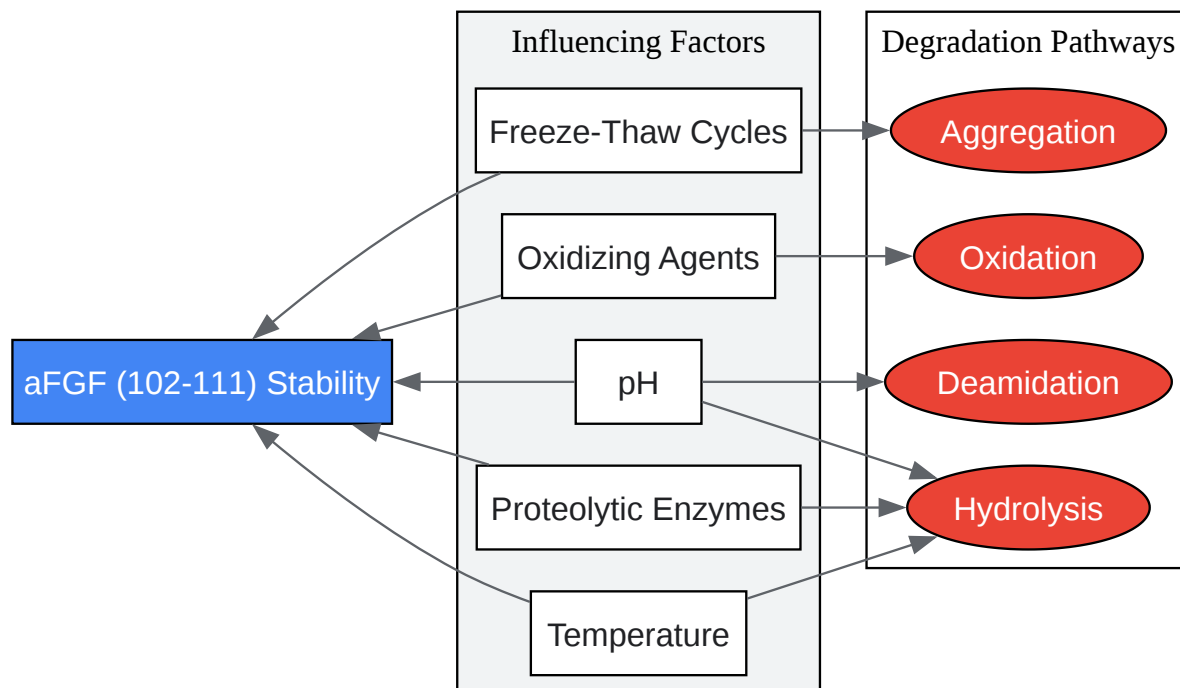 Influencing Factors
Degradation Pathways
Freeze-Thaw Cycles
Aggregation
Oxidizing Agents
Oxidation
aFGF (102-111) Stability
pH
Deamidation
Proteolytic Enzymes
Hydrolysis
Temperature